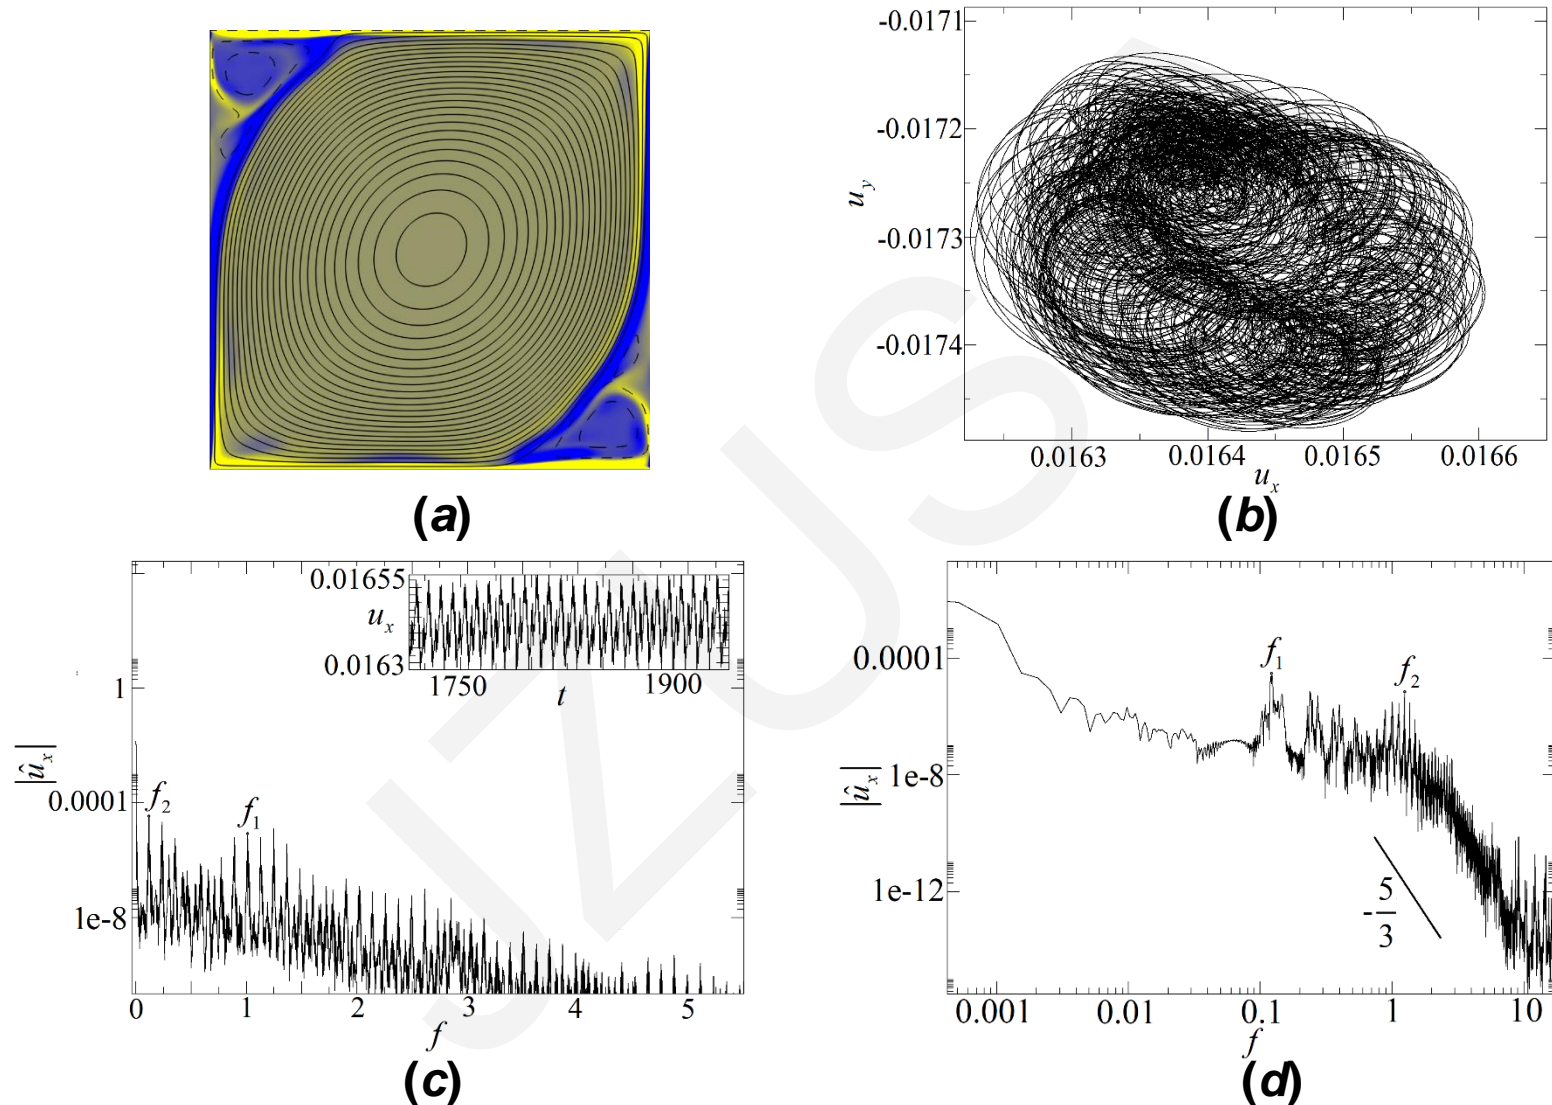 -0.0171
-0.0172
-0.0173
-0.0174
u_y
0.0163 0.0164 0.0165 0.0166
u_x
(a)
(b)
0.01655
u_x
0.0163
1750 t 1900
1
0.0001
1e-8
|û_x|
f_2
f_1
0 1 2 3 4 5
f
(c)
0.0001
1e-8
1e-12
|û_x|
f_1
f_2
-5/3
0.001 0.01 0.1 1 10
f
(d)
JZUS